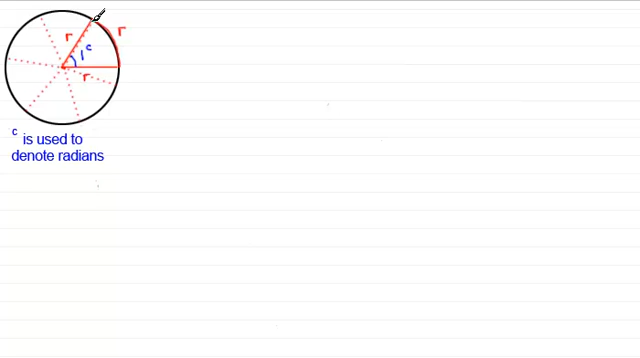 r
r
1ᶜ
r
ᶜ is used to
denote radians